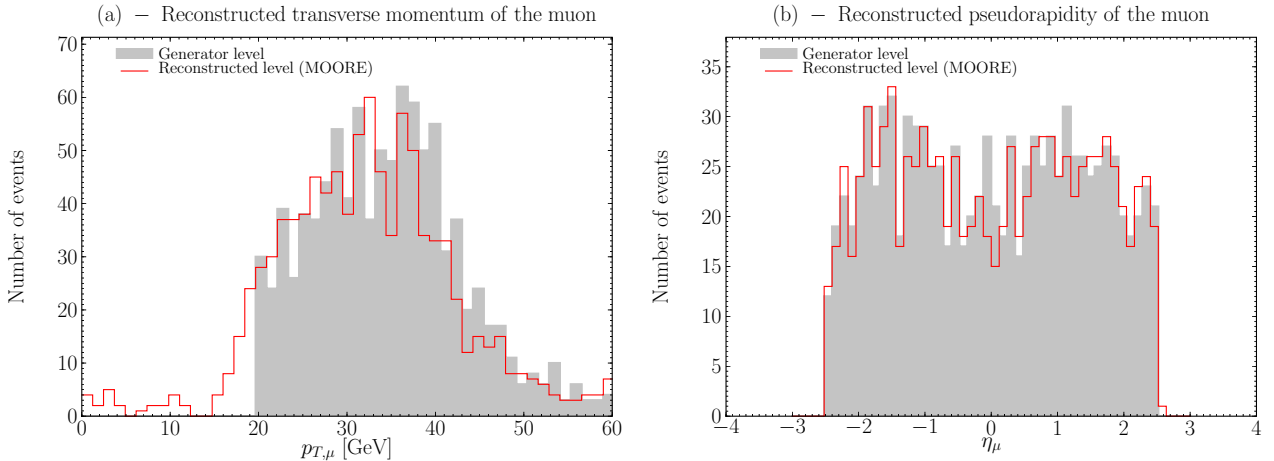 (a) – Reconstructed transverse momentum of the muon
Generator level
Reconstructed level (MOORE)
Number of events
70
60
50
40
30
20
10
0
0 10 20 30 40 50 60
p_{T,μ} [GeV]
(b) – Reconstructed pseudorapidity of the muon
Generator level
Reconstructed level (MOORE)
Number of events
35
30
25
20
15
10
5
0
−4 −3 −2 −1 0 1 2 3 4
η_μ